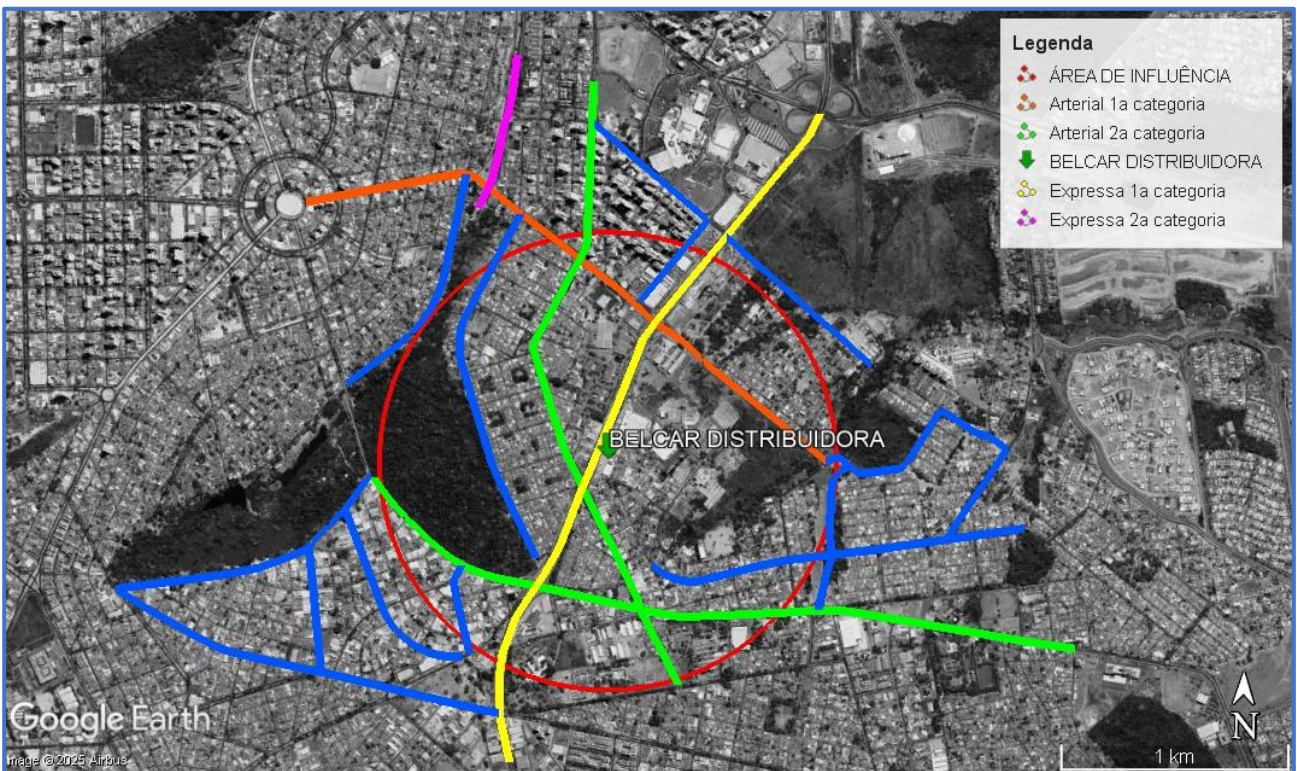 Legenda
ÁREA DE INFLUÊNCIA
Arterial 1a categoria
Arterial 2a categoria
BELCAR DISTRIBUIDORA
Expressa 1a categoria
Expressa 2a categoria
BELCAR DISTRIBUIDORA
Google Earth
mage © 2025 Airbus
N
1 km